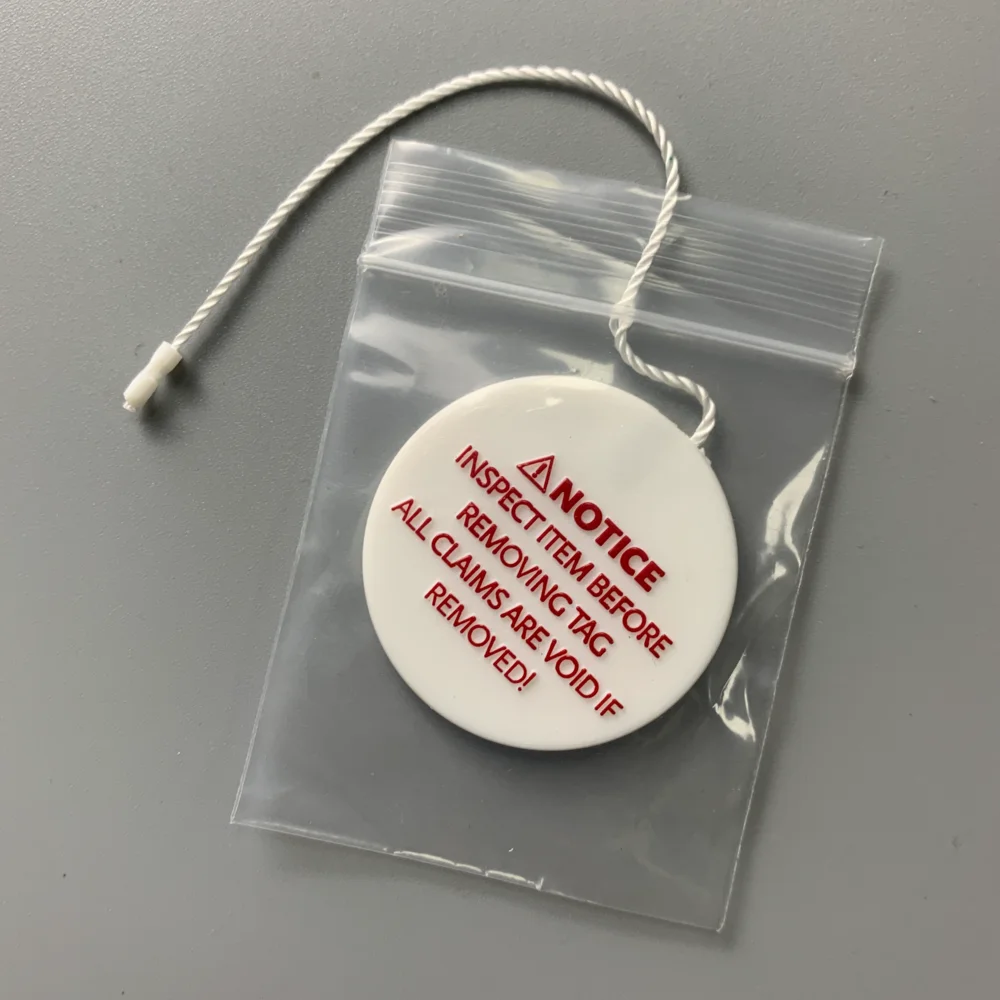 NOTICE
INSPECT ITEM BEFORE
REMOVING TAG
ALL CLAIMS ARE VOID IF
REMOVED!